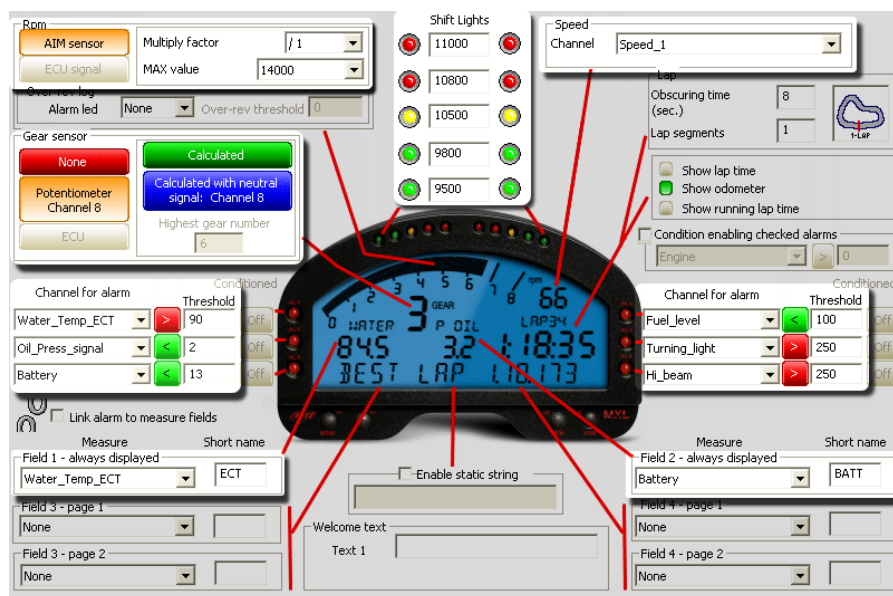 Rpm
AIM sensor
ECU signal
Multiply factor
/ 1
MAX value
14000
Over-rev log
Alarm led
None
Over-rev threshold
0
Shift Lights
11000
10800
10500
9800
9500
Speed
Channel
Speed_1
Lap
Obscuring time
(sec.)
8
Lap segments
1
1-LAP
Show lap time
Show odometer
Show running lap time
Condition enabling checked alarms
Engine
>
0
Gear sensor
None
Potentiometer
Channel 8
ECU
Calculated
Calculated with neutral
signal: Channel 8
Highest gear number
6
Conditioned
Channel for alarm
Threshold
Water_Temp_ECT
>
90
Off
Oil_Press_signal
<
2
Off
Battery
<
13
Off
Link alarm to measure fields
0 1 2 3 4 5 6 7 8
rpm
66
3
GEAR
WATER
P OIL
LAP34
84.5
3.2
1:18:35
BEST LAP 1.18.173
MXL
Conditioned
Channel for alarm
Threshold
Fuel_level
<
100
Off
Turning_light
>
250
Off
Hi_beam
>
250
Off
Measure
Short name
Field 1 - always displayed
Water_Temp_ECT
ECT
Field 3 - page 1
None
Field 3 - page 2
None
Enable static string
Welcome text
Text 1
Measure
Short name
Field 2 - always displayed
Battery
BATT
Field 4 - page 1
None
Field 4 - page 2
None